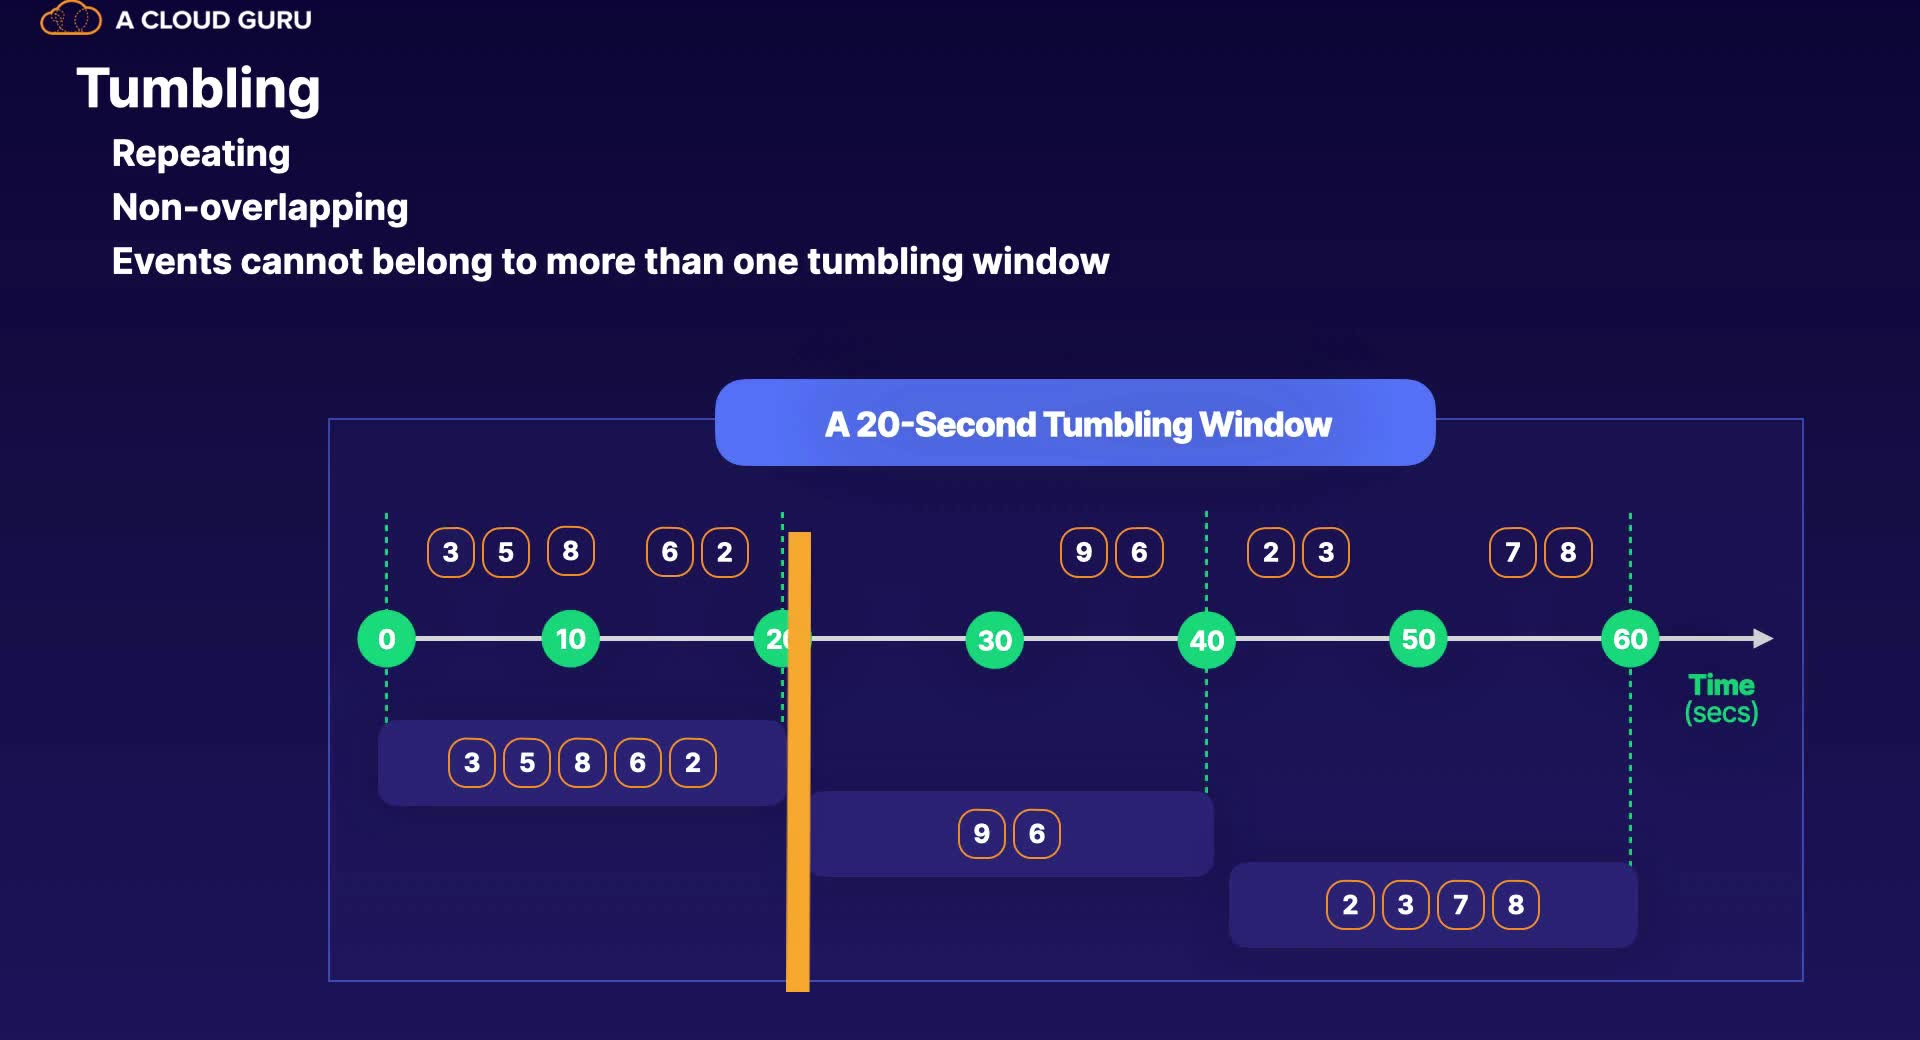 A CLOUD GURU
Tumbling
Repeating
Non-overlapping
Events cannot belong to more than one tumbling window
A 20-Second Tumbling Window
3 5 8 6 2 9 6 2 3 7 8
0 10 20 30 40 50 60
Time
(secs)
3 5 8 6 2
9 6
2 3 7 8